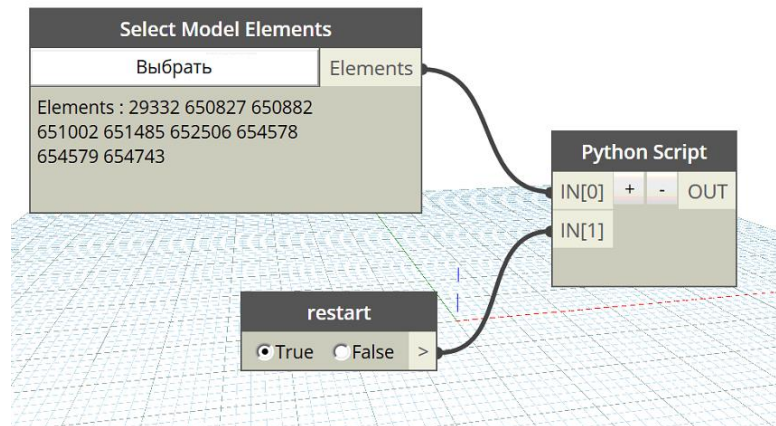 Select Model Elements
Выбрать
Elements
Elements : 29332 650827 650882
651002 651485 652506 654578
654579 654743
Python Script
IN[0] + - OUT
IN[1]
restart
True False >